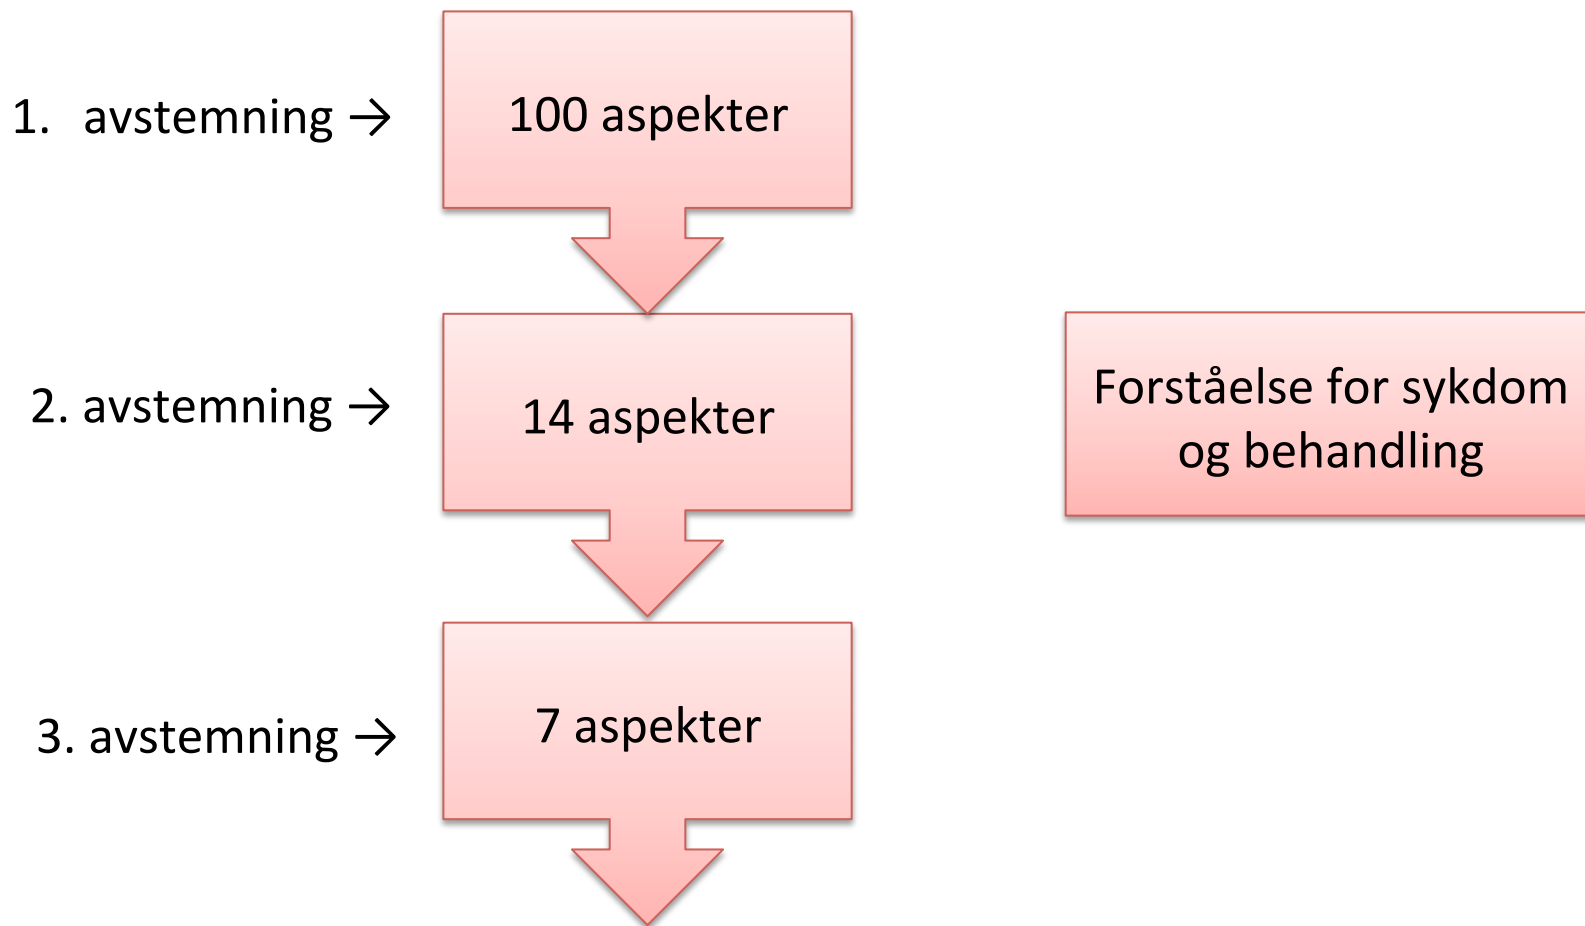 1. avstemning →
100 aspekter
2. avstemning →
14 aspekter
Forståelse for sykdom
og behandling
3. avstemning →
7 aspekter